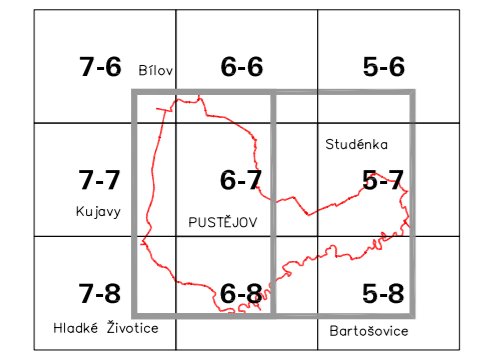 7-6 6-6 5-6
Bílov
Studénka
7-7 6-7 5-7
Kujavy
PUSTĚJOV
7-8 6-8 5-8
Hladké Životice
Bartošovice